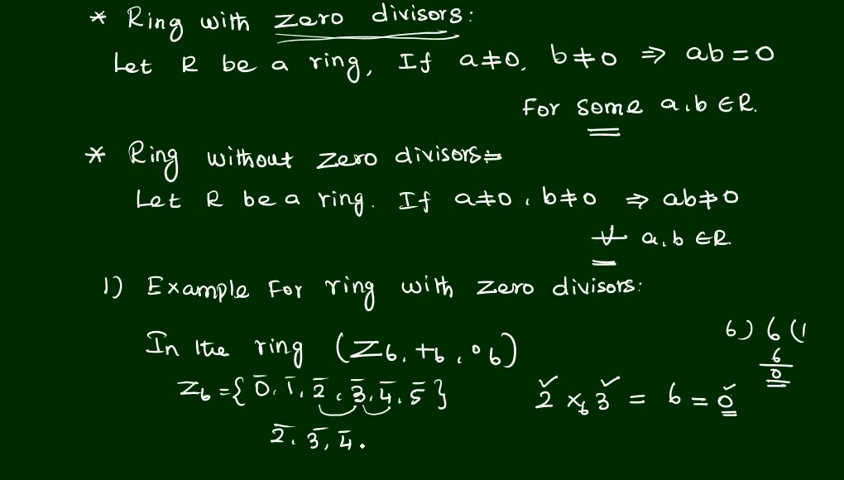 * Ring with zero divisors:
Let R be a ring, If a≠0, b≠0 ⇒ ab=0
For some a,b ∈R.
* Ring without zero divisors:-
Let R be a ring. If a≠0, b≠0 ⇒ ab≠0
∀ a,b ∈R.
1) Example For ring with zero divisors:
In the ring (Z₆, +₆, ∘₆)
6) 6 (1
6
0
Z₆ = { 0̄, 1̄, 2̄, 3̄, 4̄, 5̄ }
2 ×₆ 3 = 6 = 0
2̄, 3̄, 4̄.